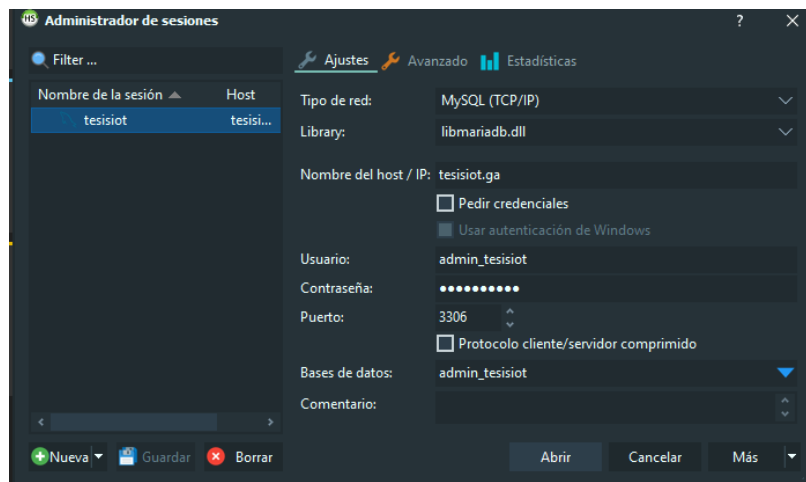 HS Administrador de sesiones ? ×
Filter ...
Nombre de la sesión Host
tesisiot tesisi...
Ajustes Avanzado Estadísticas
Tipo de red: MySQL (TCP/IP)
Library: libmariadb.dll
Nombre del host / IP: tesisiot.ga
Pedir credenciales
Usar autenticación de Windows
Usuario: admin_tesisiot
Contraseña: ●●●●●●●●●●
Puerto: 3306
Protocolo cliente/servidor comprimido
Bases de datos: admin_tesisiot
Comentario:
Nueva Guardar Borrar Abrir Cancelar Más